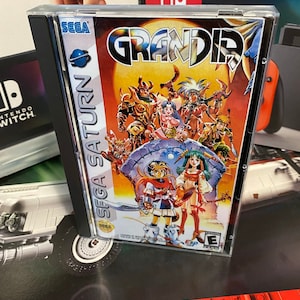 SEGA
GRANDIA
SEGA SATURN
NINTENDO
SWITCH
E